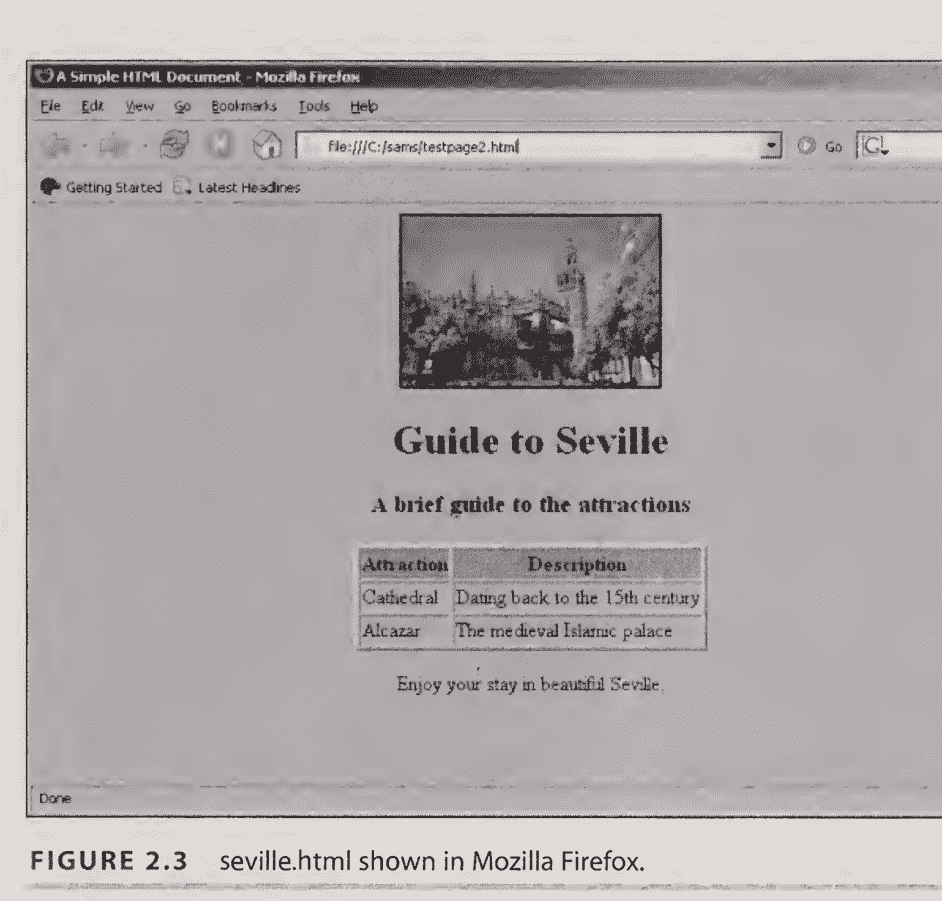 A Simple HTML Document - Mozilla Firefox
File Edit View Go Bookmarks Tools Help
file:///C:/sams/testpage2.html Go G
Getting Started Latest Headlines
Guide to Seville
A brief guide to the attractions
Attraction Description
Cathedral Dating back to the 15th century
Alcazar The medieval Islamic palace
Enjoy your stay in beautiful Seville.
Done
FIGURE 2.3 seville.html shown in Mozilla Firefox.